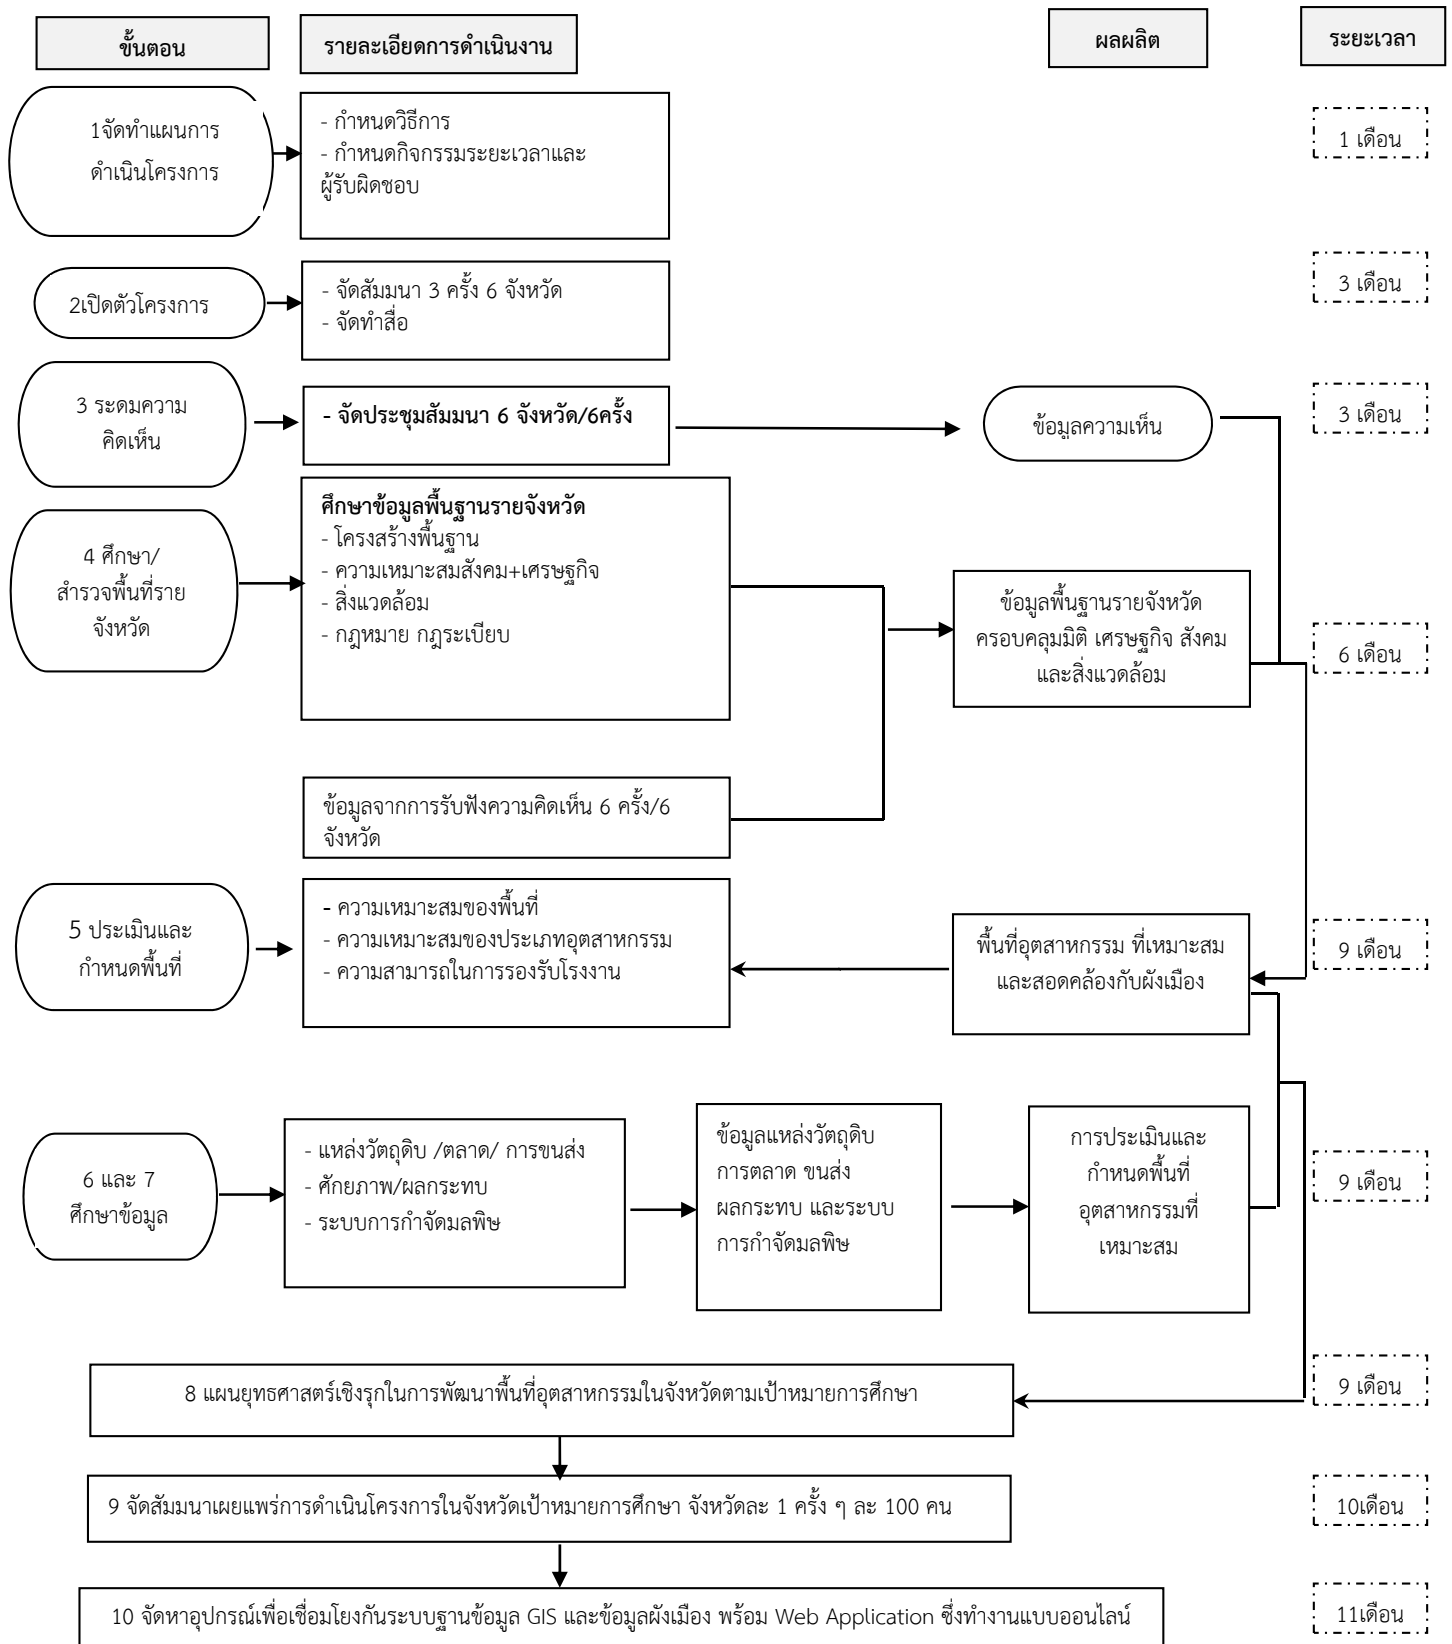 ขั้นตอน
รายละเอียดการดำเนินงาน
ผลผลิต
ระยะเวลา
1จัดทำแผนการ
ดำเนินโครงการ
- กำหนดวิธีการ
- กำหนดกิจกรรมระยะเวลาและ
ผู้รับผิดชอบ
1 เดือน
2เปิดตัวโครงการ
- จัดสัมมนา 3 ครั้ง 6 จังหวัด
- จัดทำสื่อ
3 เดือน
3 ระดมความ
คิดเห็น
- จัดประชุมสัมมนา 6 จังหวัด/6ครั้ง
ข้อมูลความเห็น
3 เดือน
4 ศึกษา/
สำรวจพื้นที่ราย
จังหวัด
ศึกษาข้อมูลพื้นฐานรายจังหวัด
- โครงสร้างพื้นฐาน
- ความเหมาะสมสังคม+เศรษฐกิจ
- สิ่งแวดล้อม
- กฎหมาย กฎระเบียบ
ข้อมูลพื้นฐานรายจังหวัด
ครอบคลุมมิติ เศรษฐกิจ สังคม
และสิ่งแวดล้อม
6 เดือน
ข้อมูลจากการรับฟังความคิดเห็น 6 ครั้ง/6
จังหวัด
5 ประเมินและ
กำหนดพื้นที่
- ความเหมาะสมของพื้นที่
- ความเหมาะสมของประเภทอุตสาหกรรม
- ความสามารถในการรองรับโรงงาน
พื้นที่อุตสาหกรรม ที่เหมาะสม
และสอดคล้องกับผังเมือง
9 เดือน
6 และ 7
ศึกษาข้อมูล
- แหล่งวัตถุดิบ /ตลาด/ การขนส่ง
- ศักยภาพ/ผลกระทบ
- ระบบการกำจัดมลพิษ
ข้อมูลแหล่งวัตถุดิบ
การตลาด ขนส่ง
ผลกระทบ และระบบ
การกำจัดมลพิษ
การประเมินและ
กำหนดพื้นที่
อุตสาหกรรมที่
เหมาะสม
9 เดือน
8 แผนยุทธศาสตร์เชิงรุกในการพัฒนาพื้นที่อุตสาหกรรมในจังหวัดตามเป้าหมายการศึกษา
9 เดือน
9 จัดสัมมนาเผยแพร่การดำเนินโครงการในจังหวัดเป้าหมายการศึกษา จังหวัดละ 1 ครั้ง ๆ ละ 100 คน
10เดือน
10 จัดหาอุปกรณ์เพื่อเชื่อมโยงกันระบบฐานข้อมูล GIS และข้อมูลผังเมือง พร้อม Web Application ซึ่งทำงานแบบออนไลน์
11เดือน